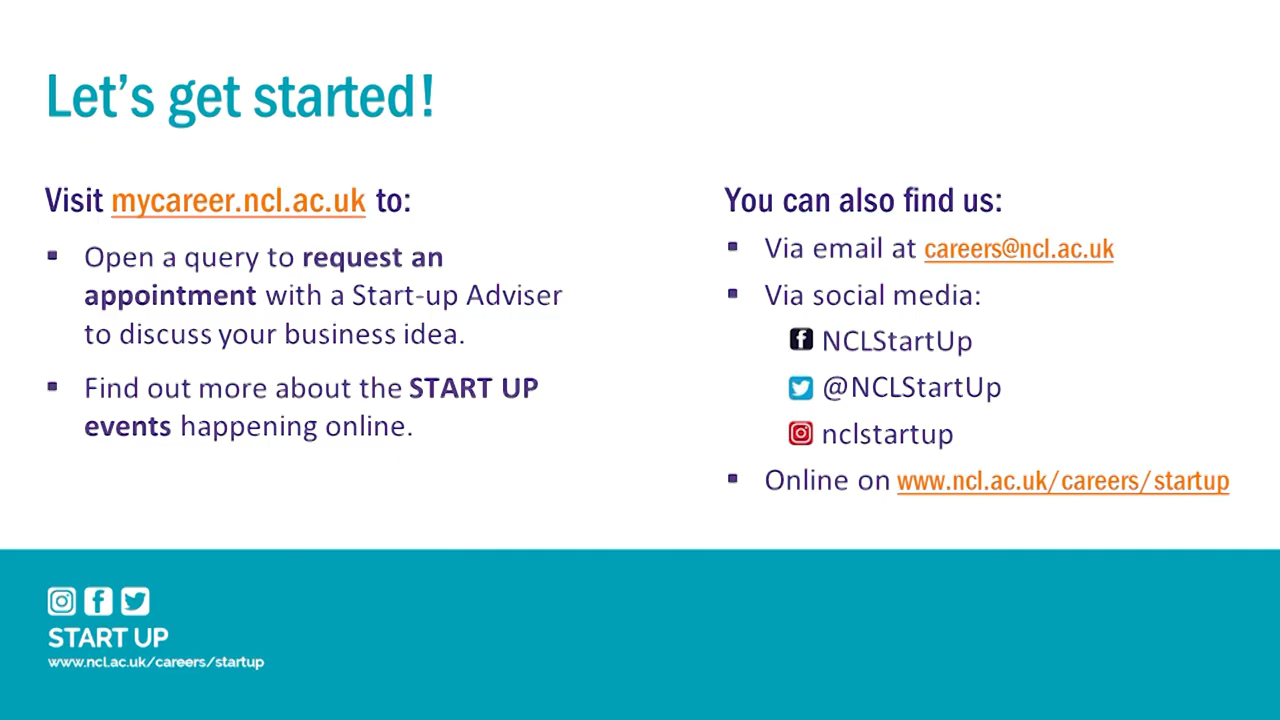 Let's get started!
Visit mycareer.ncl.ac.uk to:
▪ Open a query to request an
appointment with a Start-up Adviser
to discuss your business idea.
▪ Find out more about the START UP
events happening online.
You can also find us:
▪ Via email at careers@ncl.ac.uk
▪ Via social media:
NCLStartUp
@NCLStartUp
nclstartup
▪ Online on www.ncl.ac.uk/careers/startup
START UP
www.ncl.ac.uk/careers/startup